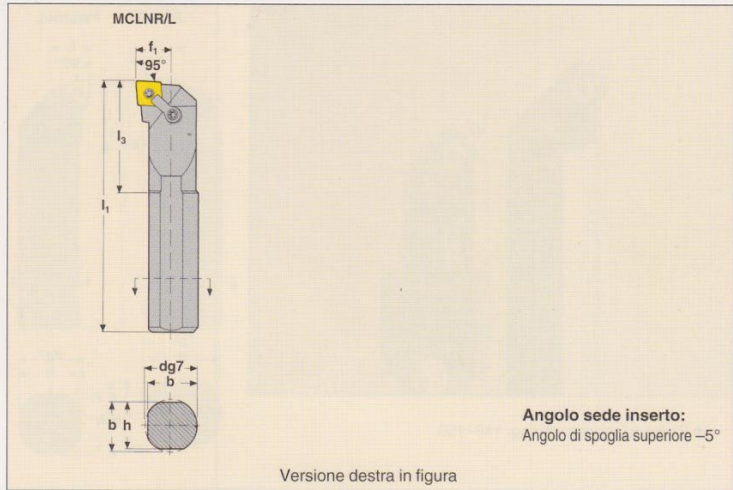 MCLNR/L
f1
95°
l3
l1
dg7
b
b h
Angolo sede inserto:
Angolo di spoglia superiore –5°
Versione destra in figura